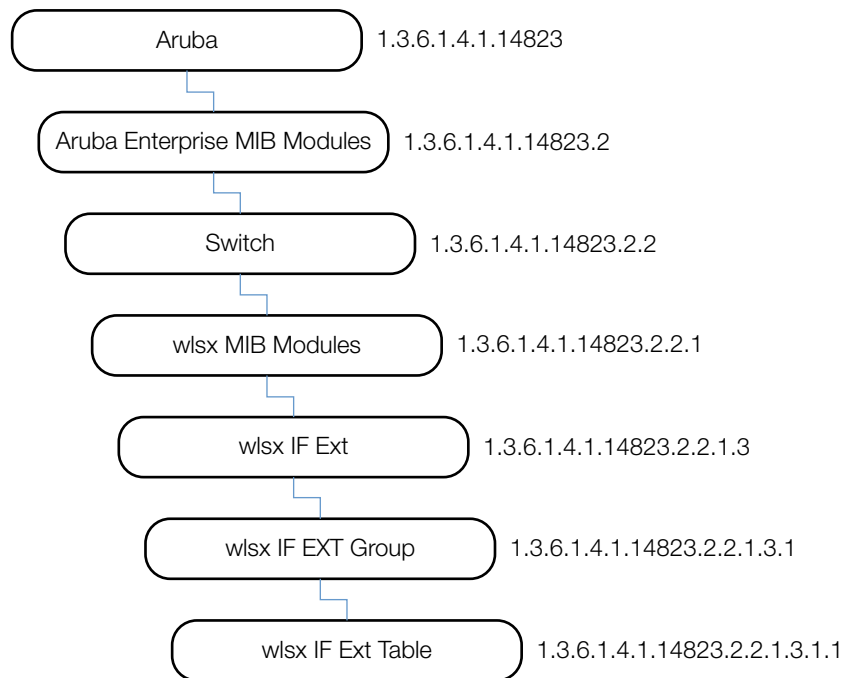 Aruba 1.3.6.1.4.1.14823
Aruba Enterprise MIB Modules 1.3.6.1.4.1.14823.2
Switch 1.3.6.1.4.1.14823.2.2
wlsx MIB Modules 1.3.6.1.4.1.14823.2.2.1
wlsx IF Ext 1.3.6.1.4.1.14823.2.2.1.3
wlsx IF EXT Group 1.3.6.1.4.1.14823.2.2.1.3.1
wlsx IF Ext Table 1.3.6.1.4.1.14823.2.2.1.3.1.1